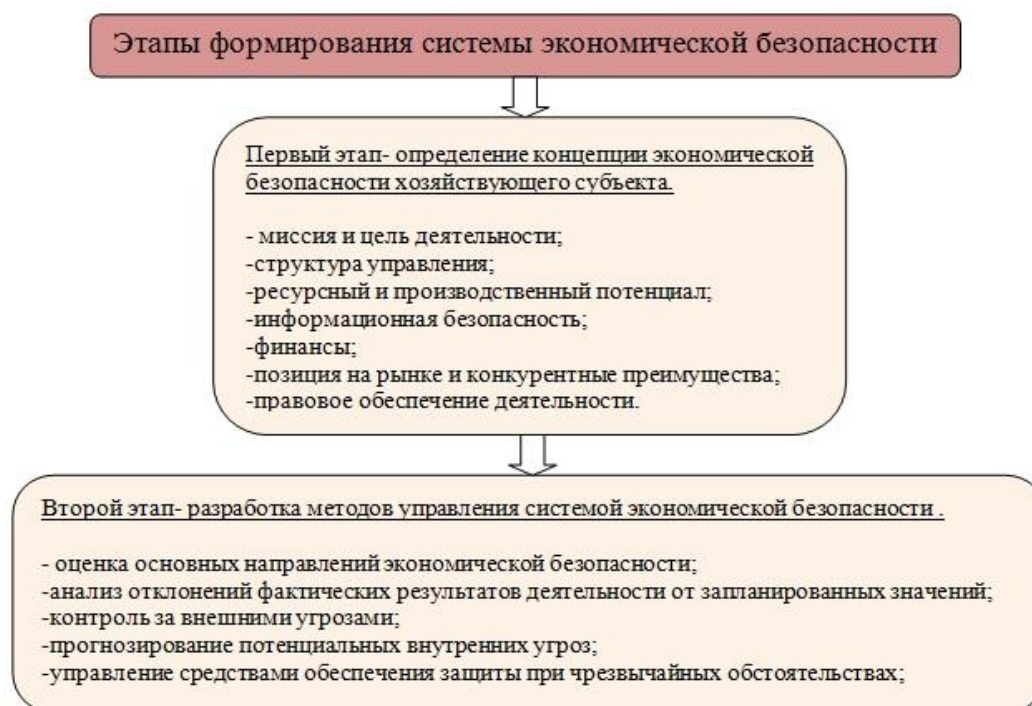 Этапы формирования системы экономической безопасности
Первый этап- определение концепции экономической
безопасности хозяйствующего субъекта.
- миссия и цель деятельности;
-структура управления;
-ресурсный и производственный потенциал;
-информационная безопасность;
-финансы;
-позиция на рынке и конкурентные преимущества;
-правовое обеспечение деятельности.
Второй этап- разработка методов управления системой экономической безопасности .
- оценка основных направлений экономической безопасности;
-анализ отклонений фактических результатов деятельности от запланированных значений;
-контроль за внешними угрозами;
-прогнозирование потенциальных внутренних угроз;
-управление средствами обеспечения защиты при чрезвычайных обстоятельствах;